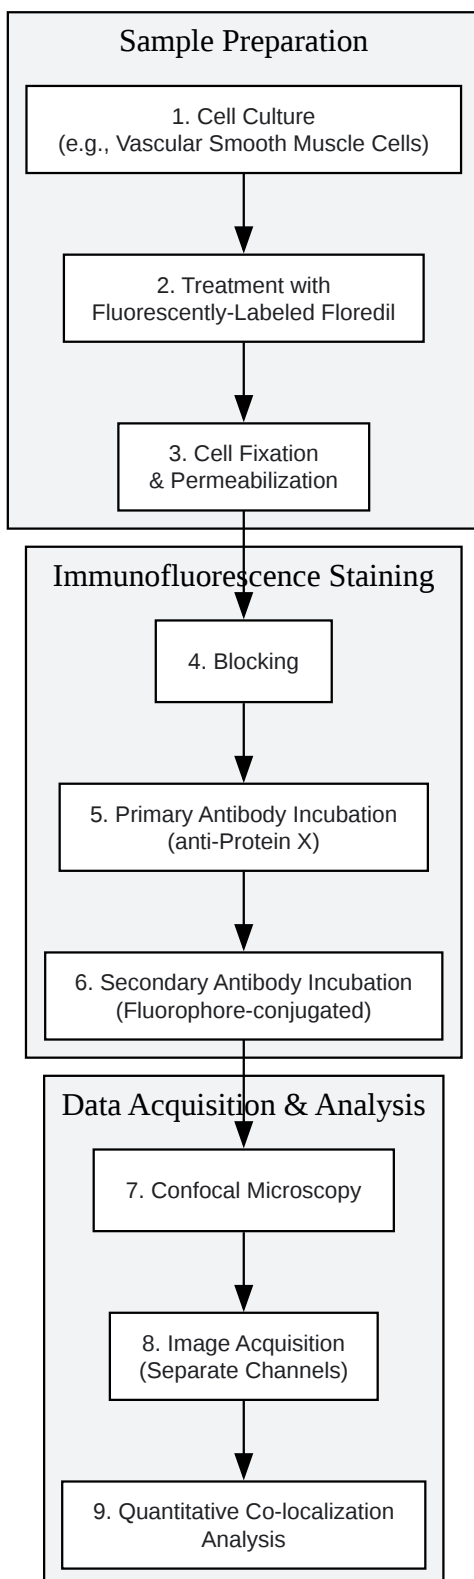 Sample Preparation
1. Cell Culture
(e.g., Vascular Smooth Muscle Cells)
2. Treatment with
Fluorescently-Labeled Floredil
3. Cell Fixation
& Permeabilization
Immunofluorescence Staining
4. Blocking
5. Primary Antibody Incubation
(anti-Protein X)
6. Secondary Antibody Incubation
(Fluorophore-conjugated)
Data Acquisition & Analysis
7. Confocal Microscopy
8. Image Acquisition
(Separate Channels)
9. Quantitative Co-localization
Analysis